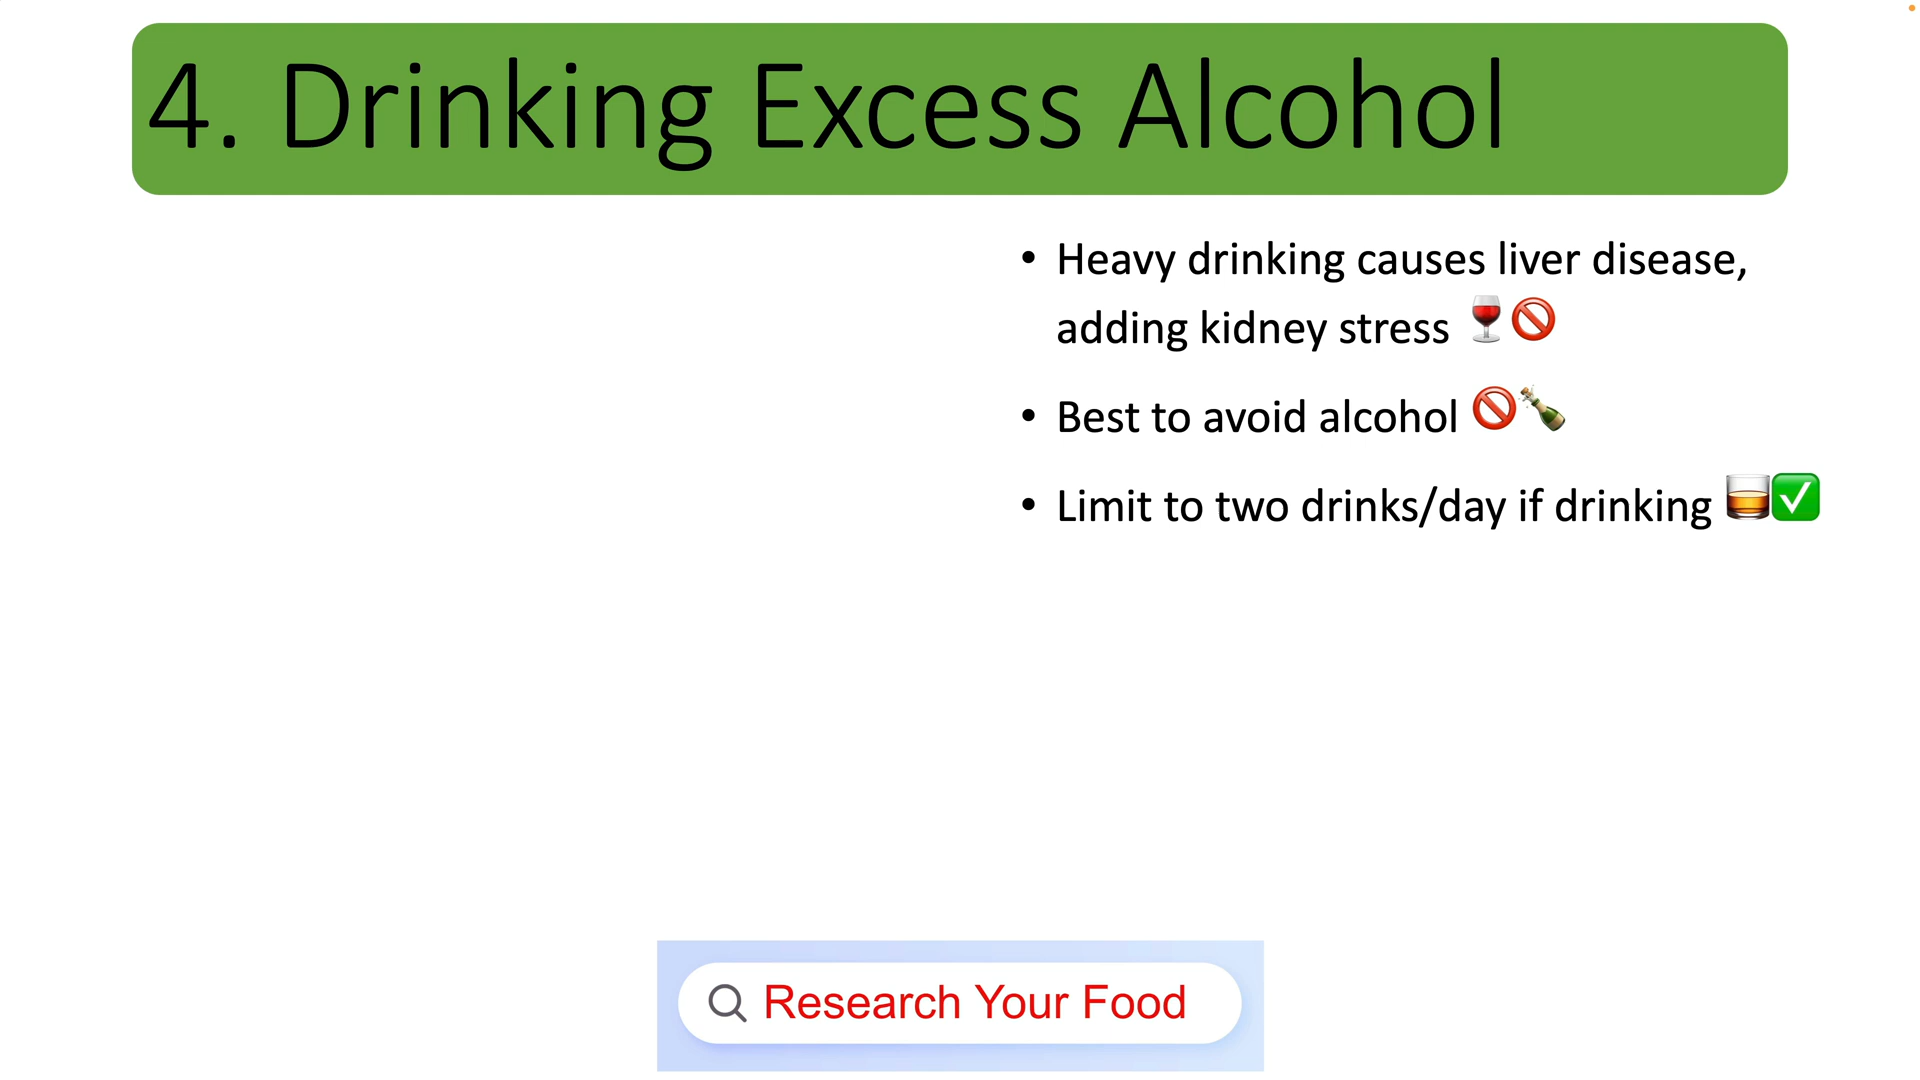 4. Drinking Excess Alcohol
• Heavy drinking causes liver disease,
adding kidney stress 🍷🚫
• Best to avoid alcohol 🚫🍾
• Limit to two drinks/day if drinking 🥃✅
Research Your Food